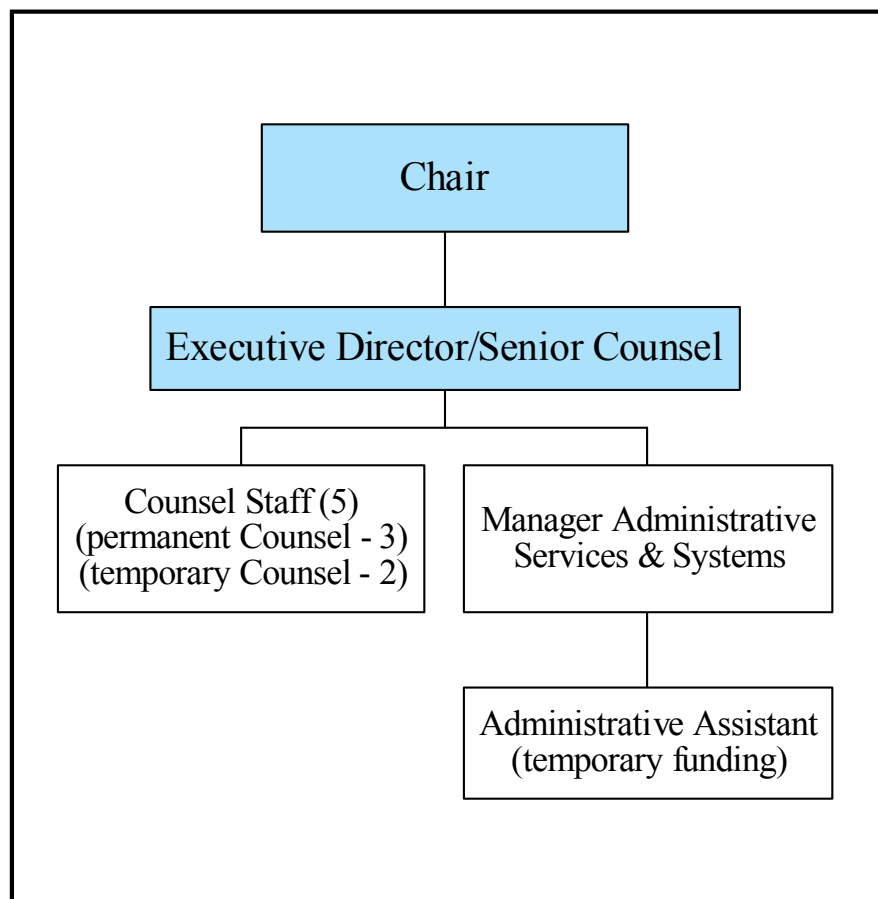 Chair
Executive Director/Senior Counsel
Counsel Staff (5)
(permanent Counsel - 3)
(temporary Counsel - 2)
Manager Administrative
Services & Systems
Administrative Assistant
(temporary funding)